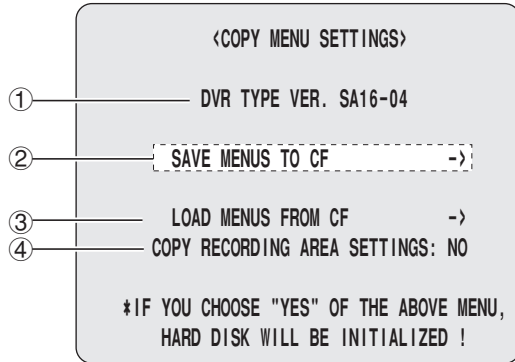 <COPY MENU SETTINGS>
① DVR TYPE VER. SA16-04
② SAVE MENUS TO CF ->
③ LOAD MENUS FROM CF ->
④ COPY RECORDING AREA SETTINGS: NO
*IF YOU CHOOSE "YES" OF THE ABOVE MENU,
HARD DISK WILL BE INITIALIZED !